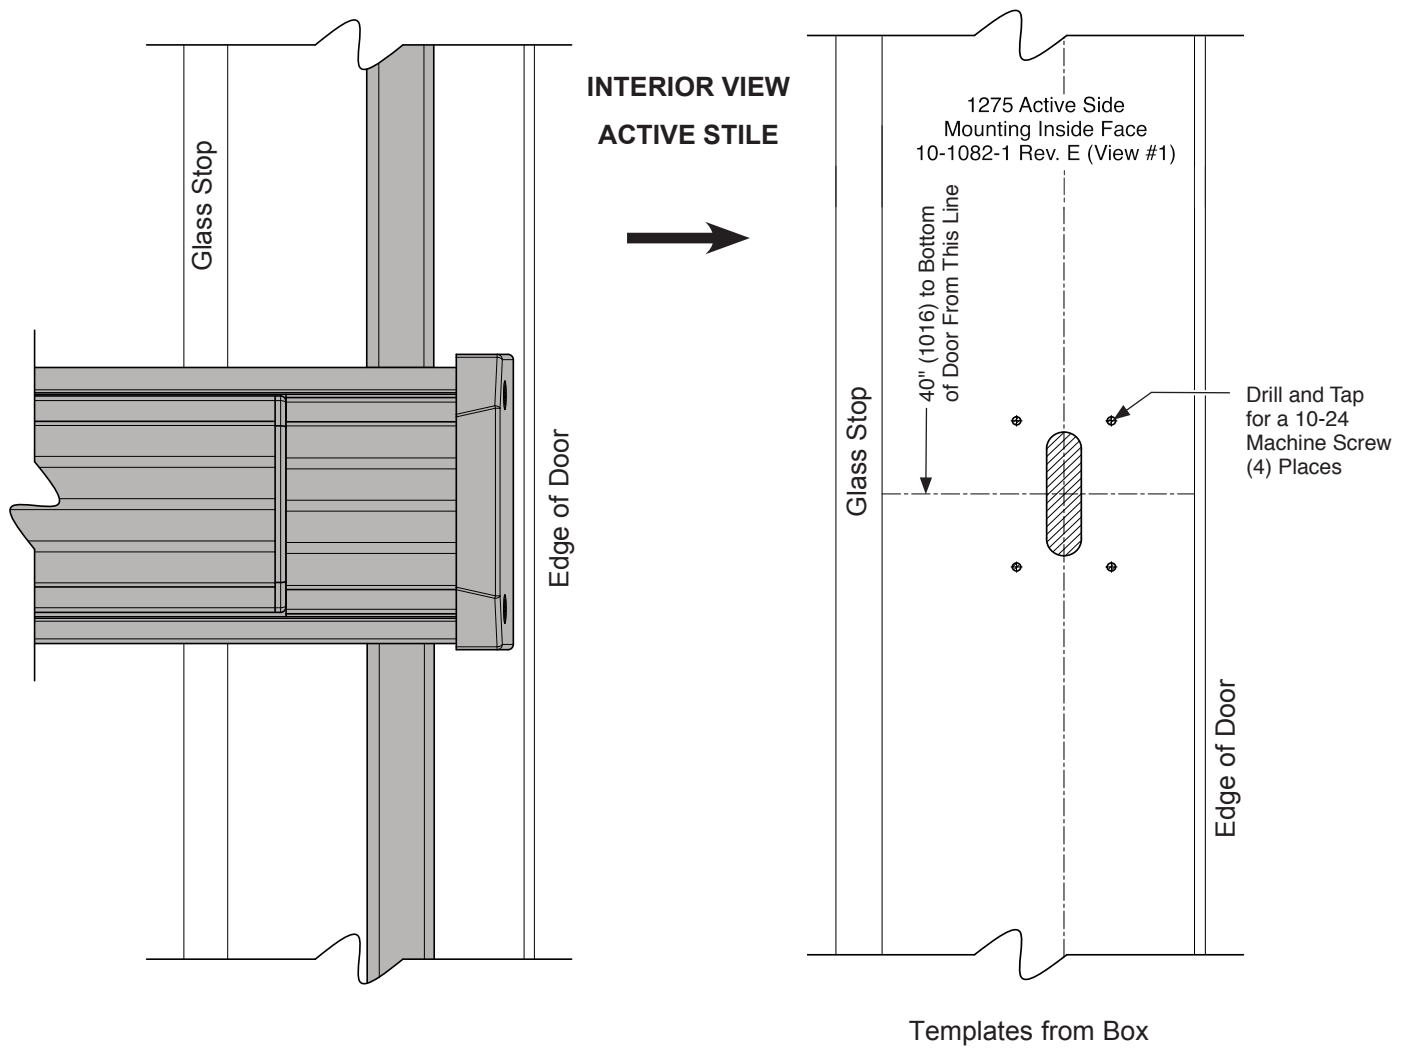 INTERIOR VIEW
ACTIVE STILE
Glass Stop
Edge of Door
1275 Active Side
Mounting Inside Face
10-1082-1 Rev. E (View #1)
40" (1016) to Bottom
of Door From This Line
Glass Stop
Drill and Tap
for a 10-24
Machine Screw
(4) Places
Edge of Door
Templates from Box